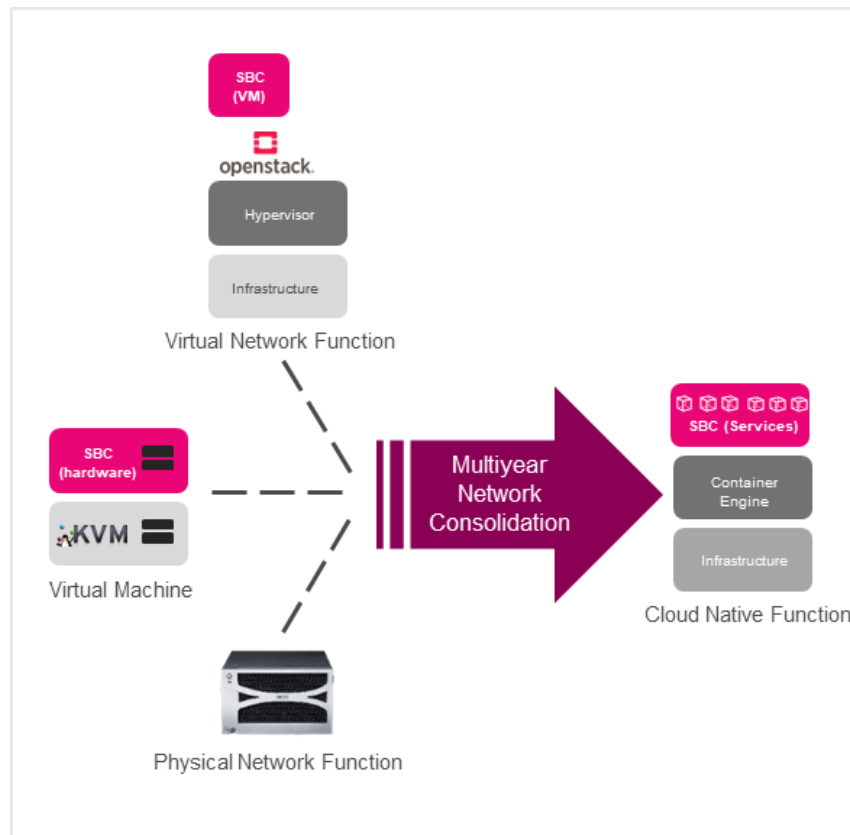 SBC
(VM)
openstack.
Hypervisor
Infrastructure
Virtual Network Function
SBC
(hardware)
KVM
Virtual Machine
Physical Network Function
Multiyear
Network
Consolidation
SBC (Services)
Container
Engine
Infrastructure
Cloud Native Function